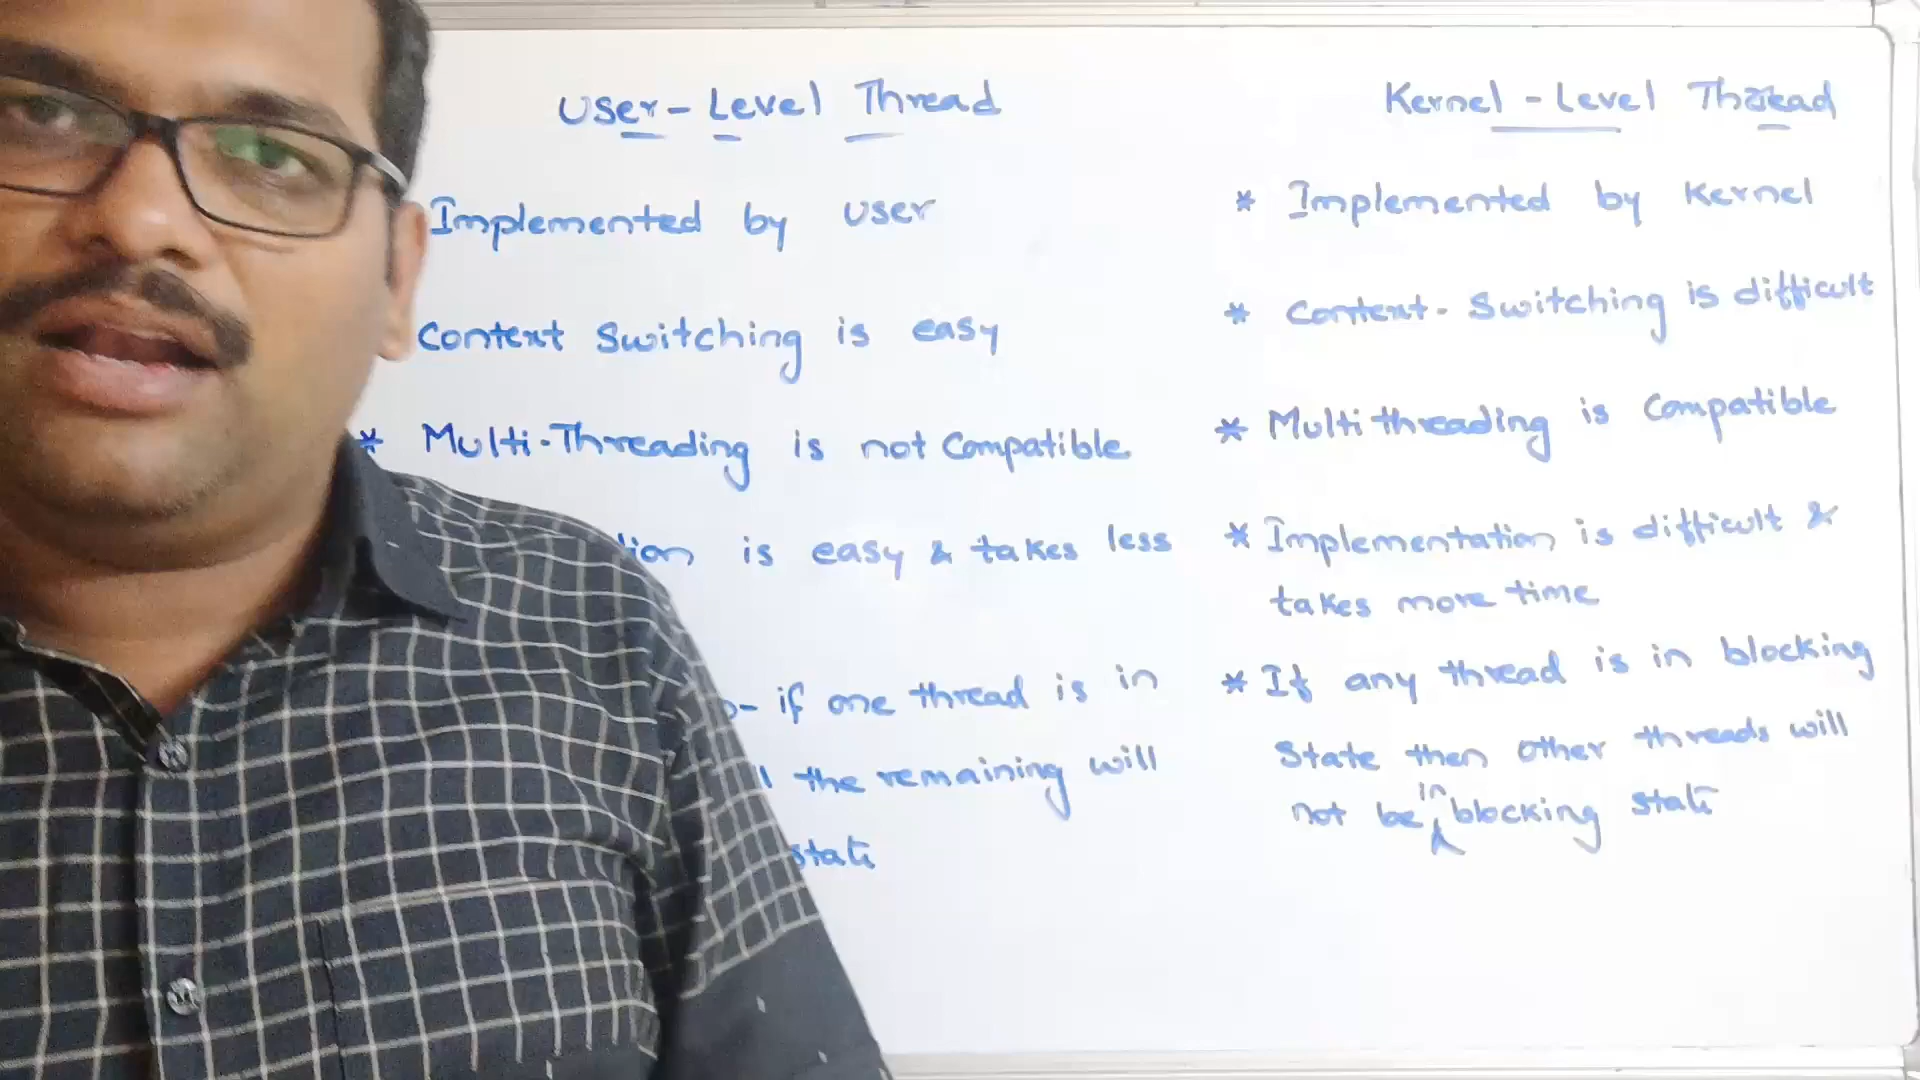 User-Level Thread
Implemented by user
Context Switching is easy
* Multi-Threading is not Compatible
is easy & takes less
if one thread is in
the remaining will
state
Kernel-Level Thread
* Implemented by Kernel
* Context-Switching is difficult
* Multithreading is Compatible
* Implementation is difficult &
takes more time
* If any thread is in blocking
State then other threads will
not be in blocking state